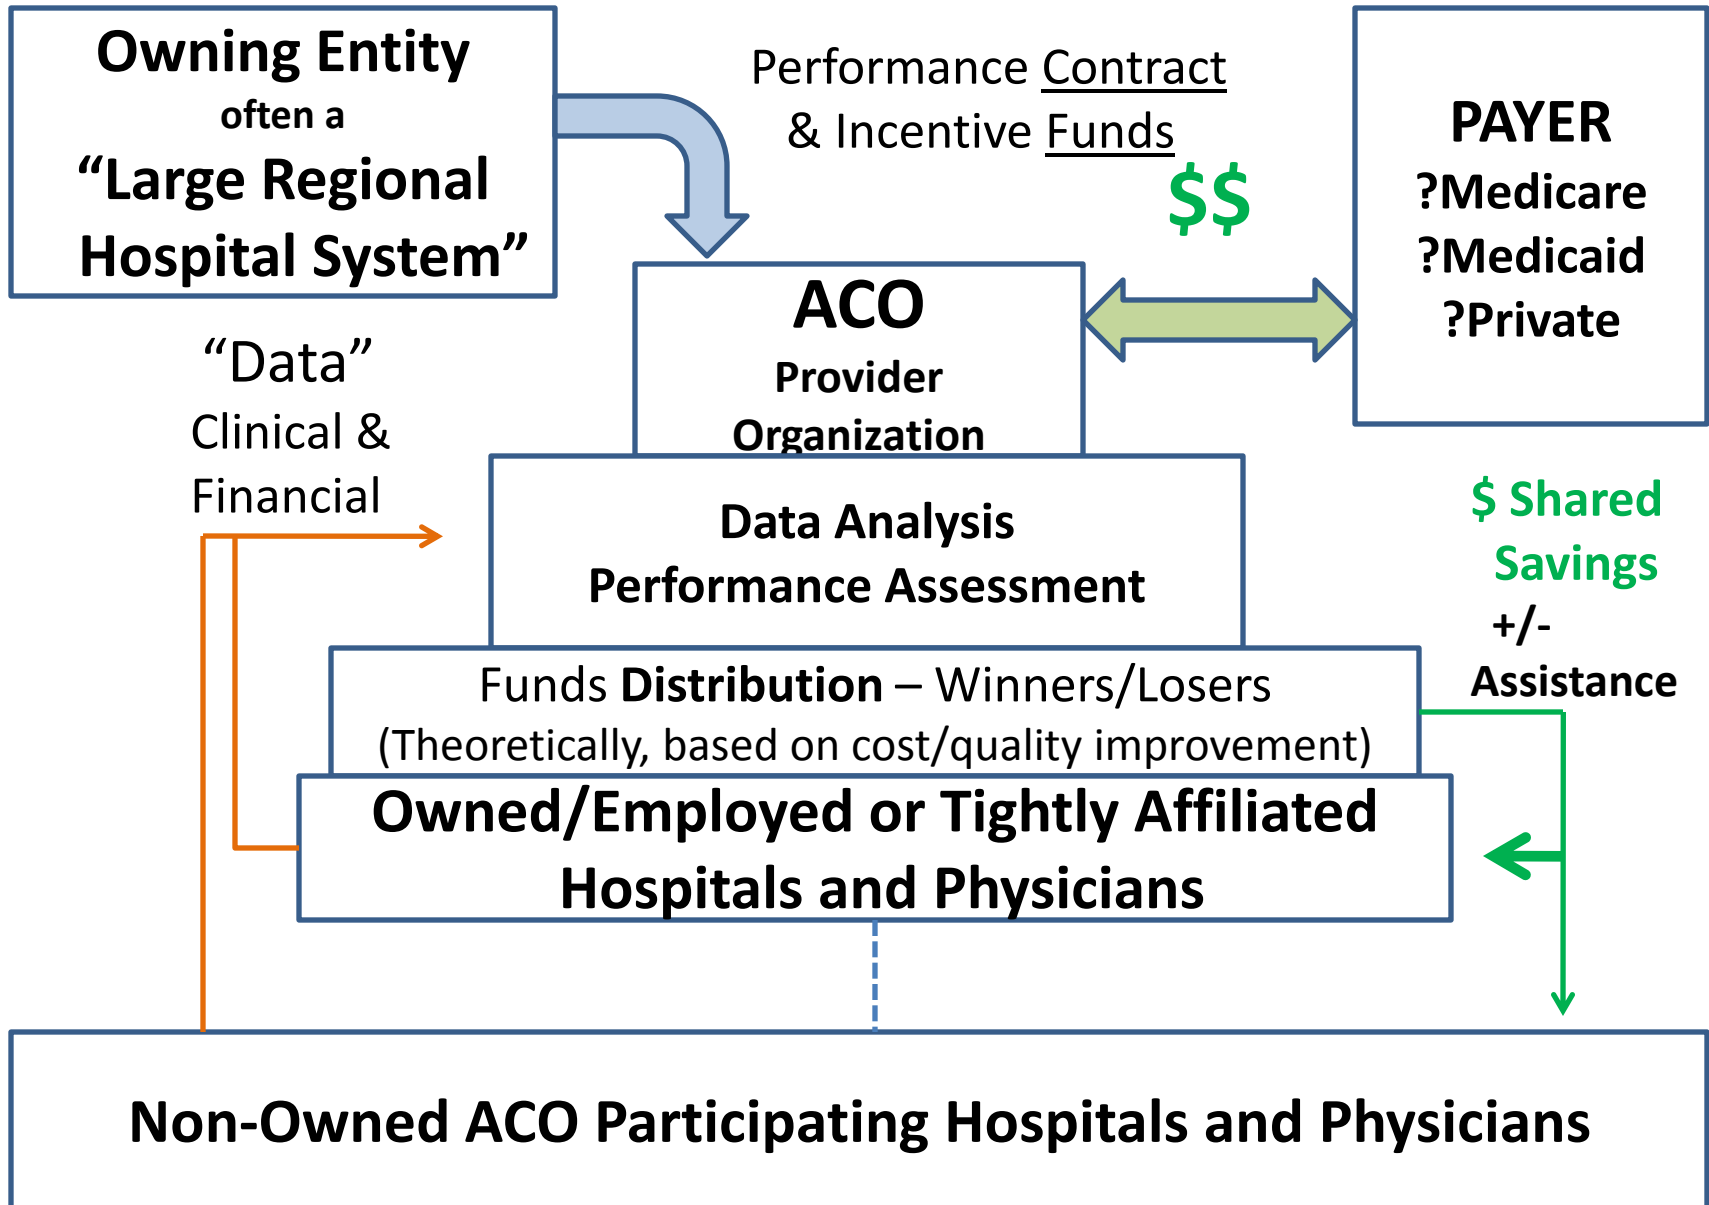 Owning Entity
often a
“Large Regional
Hospital System”
Performance Contract
& Incentive Funds
$$
PAYER
?Medicare
?Medicaid
?Private
ACO
Provider
Organization
“Data”
Clinical &
Financial
Data Analysis
Performance Assessment
$ Shared
Savings
+/-
Assistance
Funds Distribution – Winners/Losers
(Theoretically, based on cost/quality improvement)
Owned/Employed or Tightly Affiliated
Hospitals and Physicians
Non-Owned ACO Participating Hospitals and Physicians